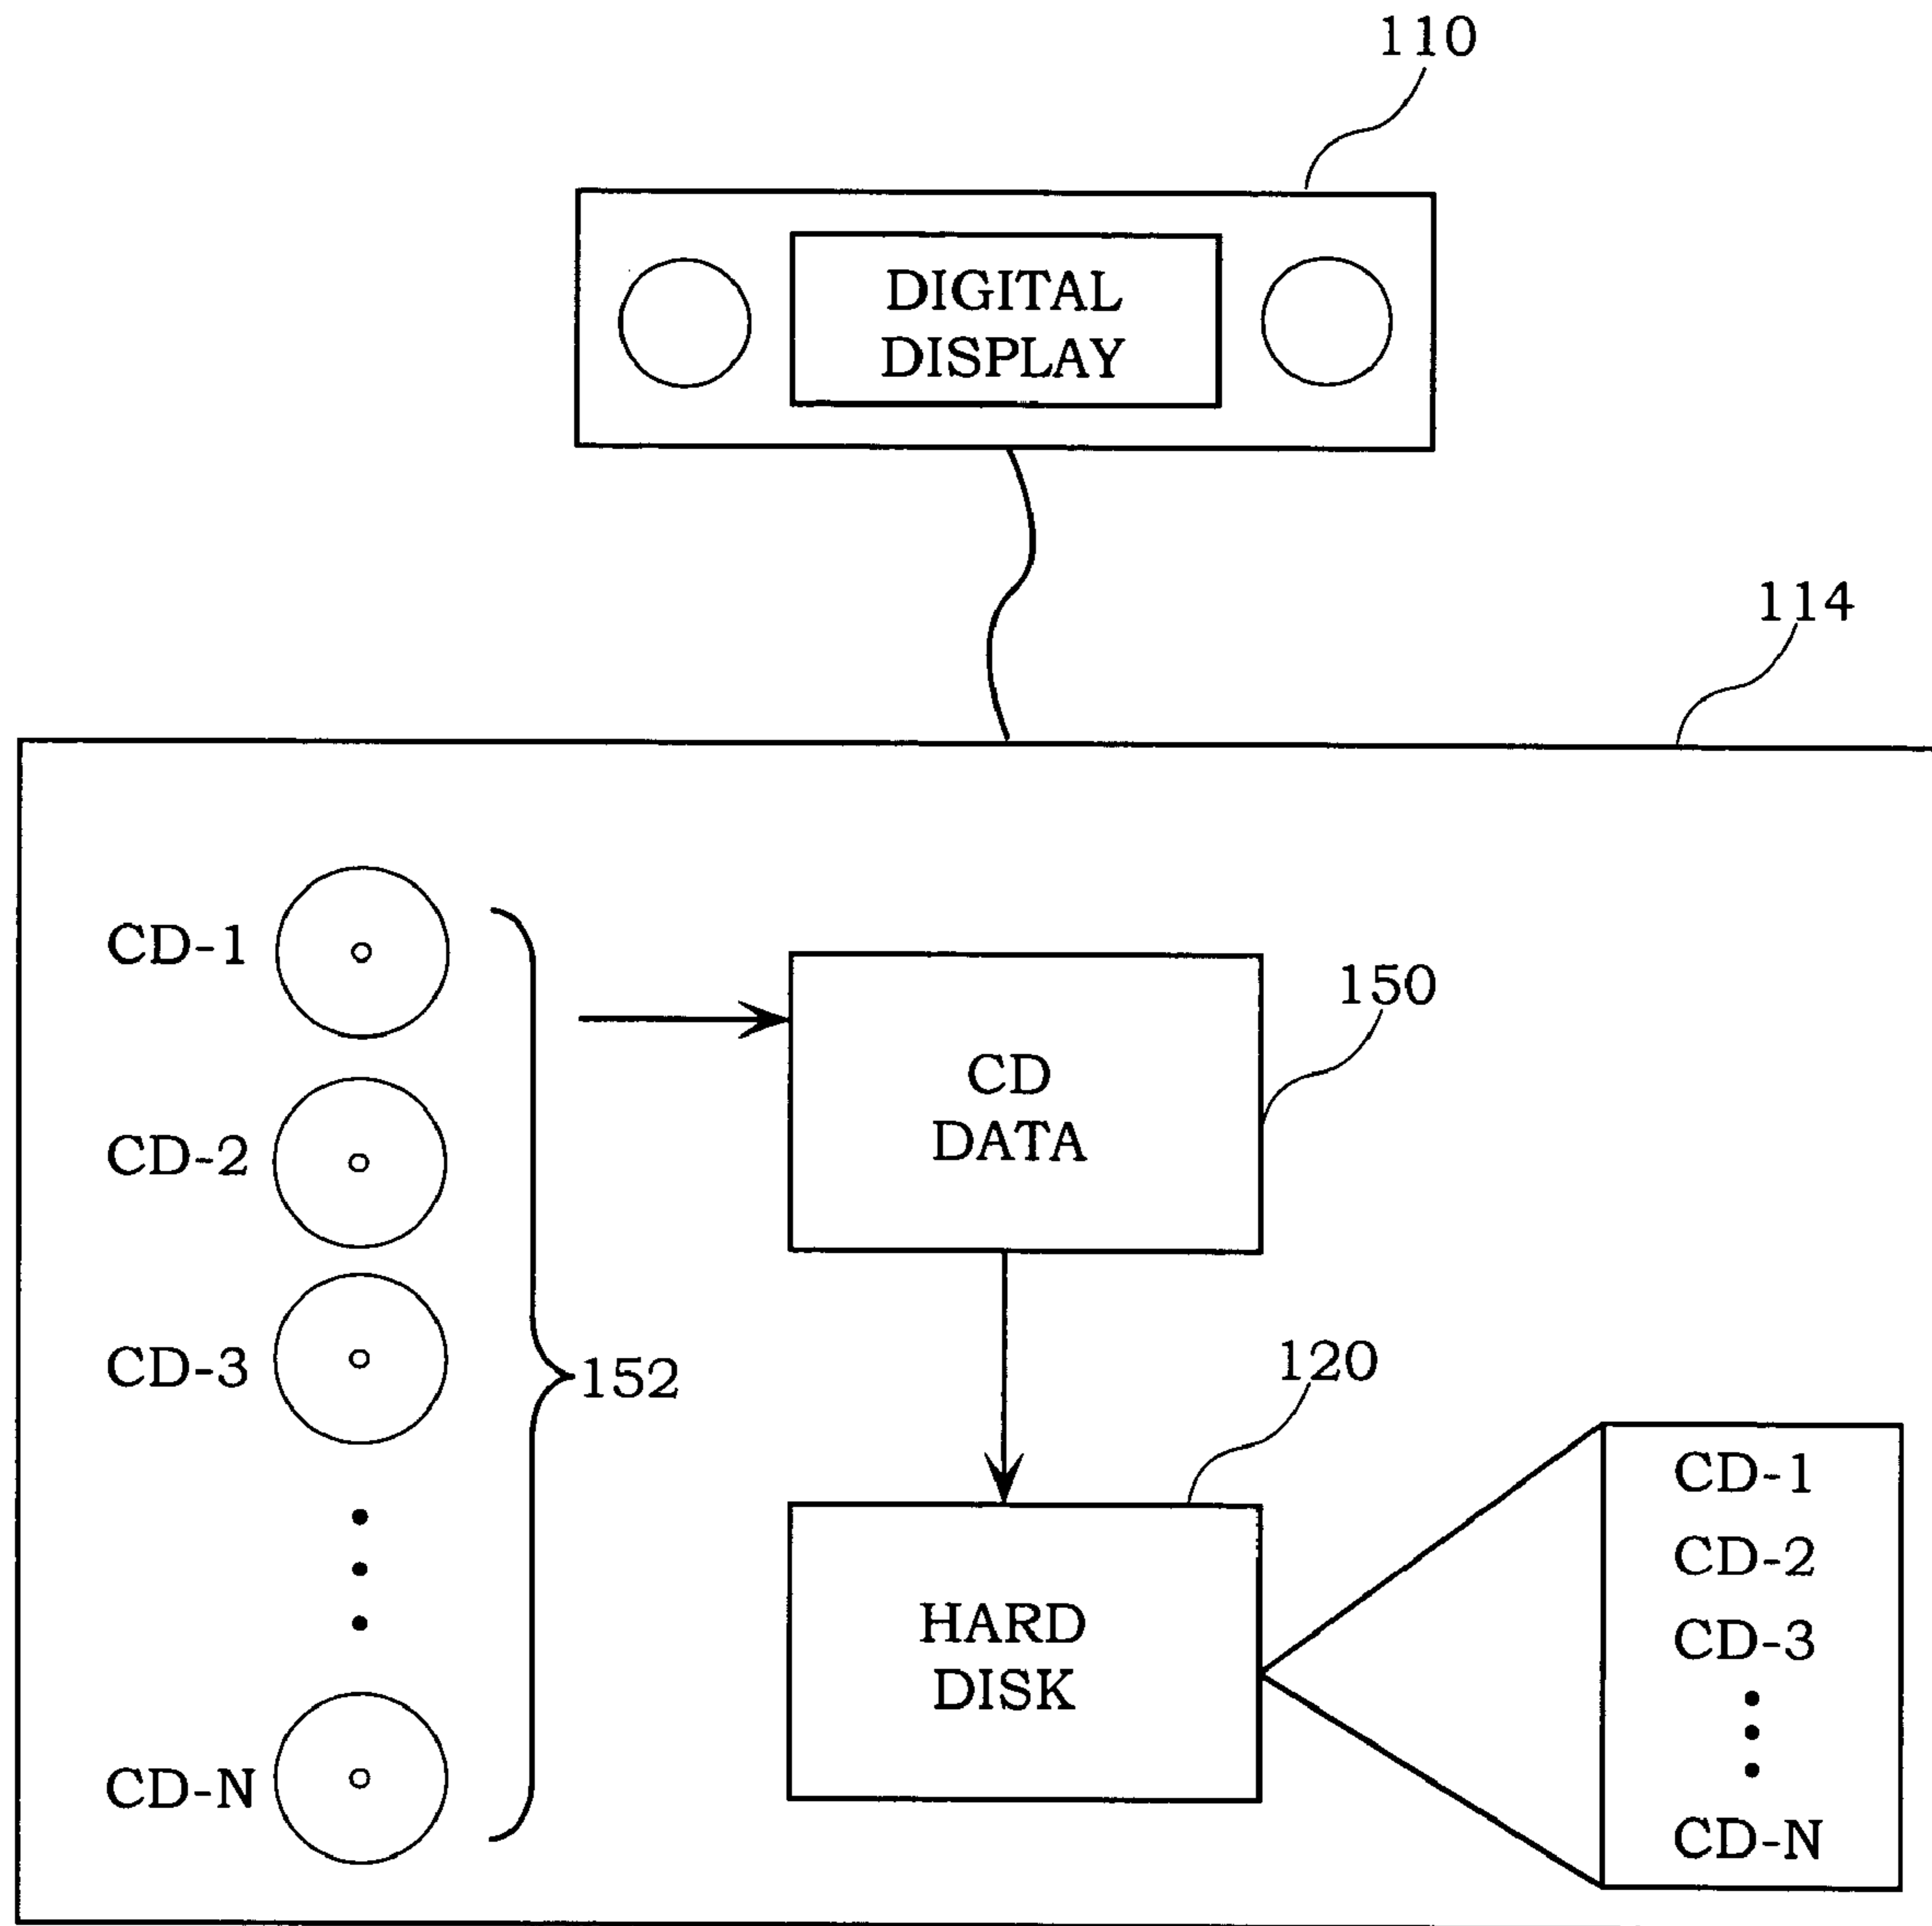 110
DIGITAL
DISPLAY
114
CD-1
CD-2
CD-3
CD-N
152
CD
DATA
150
120
HARD
DISK
CD-1
CD-2
CD-3
CD-N